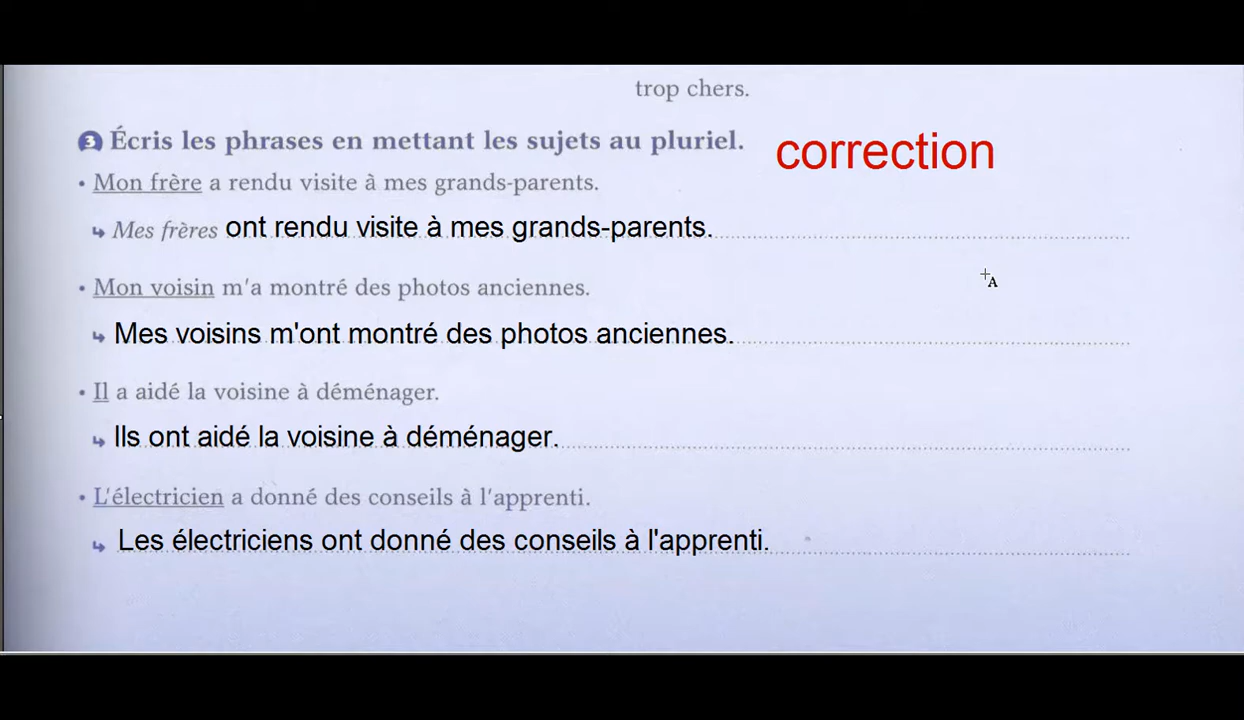 trop chers.
3 Écris les phrases en mettant les sujets au pluriel. correction
• Mon frère a rendu visite à mes grands-parents.
↳ Mes frères ont rendu visite à mes grands-parents.
• Mon voisin m'a montré des photos anciennes.
↳ Mes voisins m'ont montré des photos anciennes.
• Il a aidé la voisine à déménager.
↳ Ils ont aidé la voisine à déménager.
• L'électricien a donné des conseils à l'apprenti.
↳ Les électriciens ont donné des conseils à l'apprenti.
A